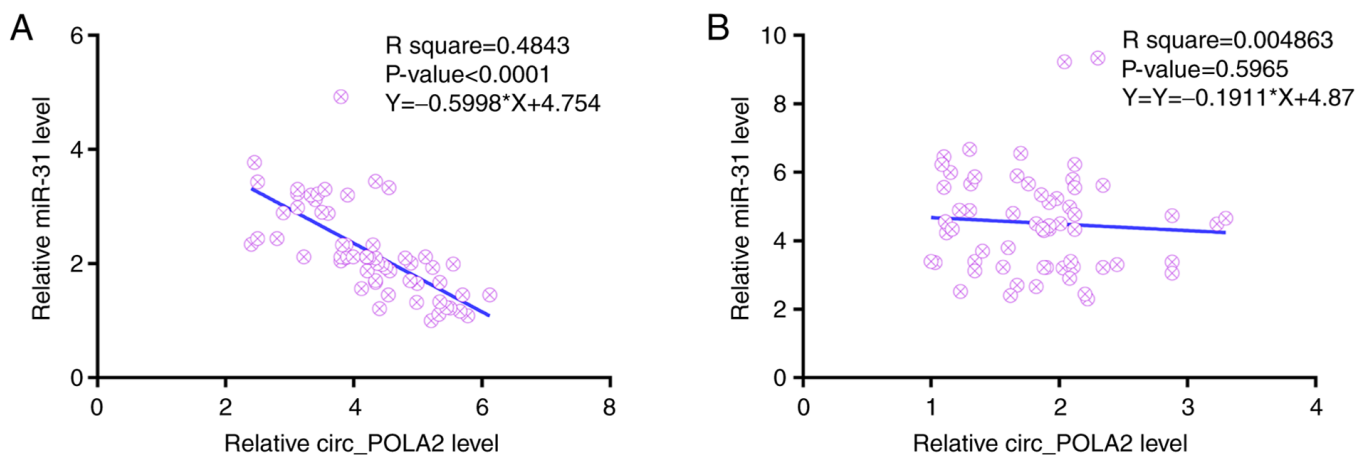 A
6
4
2
0
0
2
4
6
8
Relative miR-31 level
Relative circ_POLA2 level
R square=0.4843
P-value<0.0001
Y=−0.5998*X+4.754
B
10
8
6
4
2
0
0
1
2
3
4
Relative miR-31 level
Relative circ_POLA2 level
R square=0.004863
P-value=0.5965
Y=Y=−0.1911*X+4.87